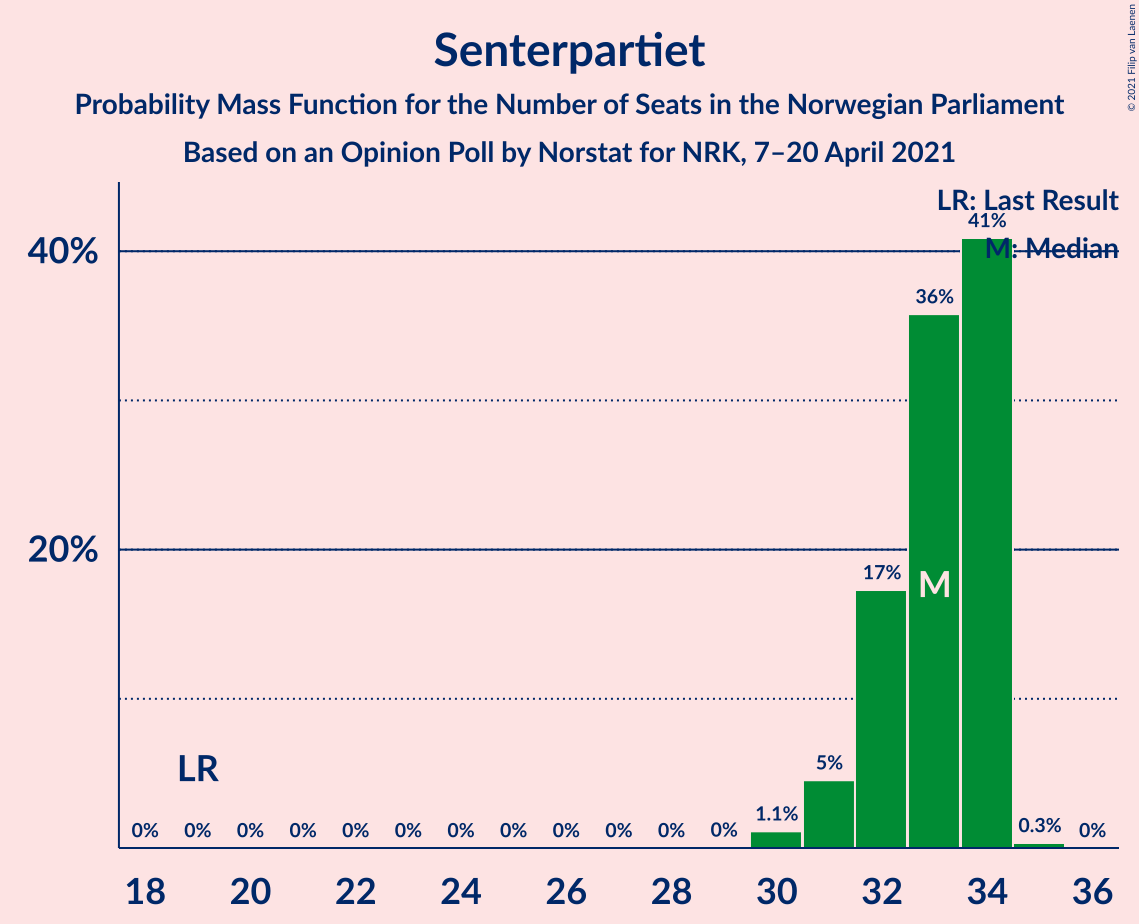 Senterpartiet
Probability Mass Function for the Number of Seats in the Norwegian Parliament
Based on an Opinion Poll by Norstat for NRK, 7–20 April 2021
© 2021 Filip van Laenen
LR: Last Result
M: Median
40%
20%
41%
36%
17%
M
5%
LR
0% 0% 0% 0% 0% 0% 0% 0% 0% 0% 0% 0% 1.1% 0.3% 0%
18 20 22 24 26 28 30 32 34 36